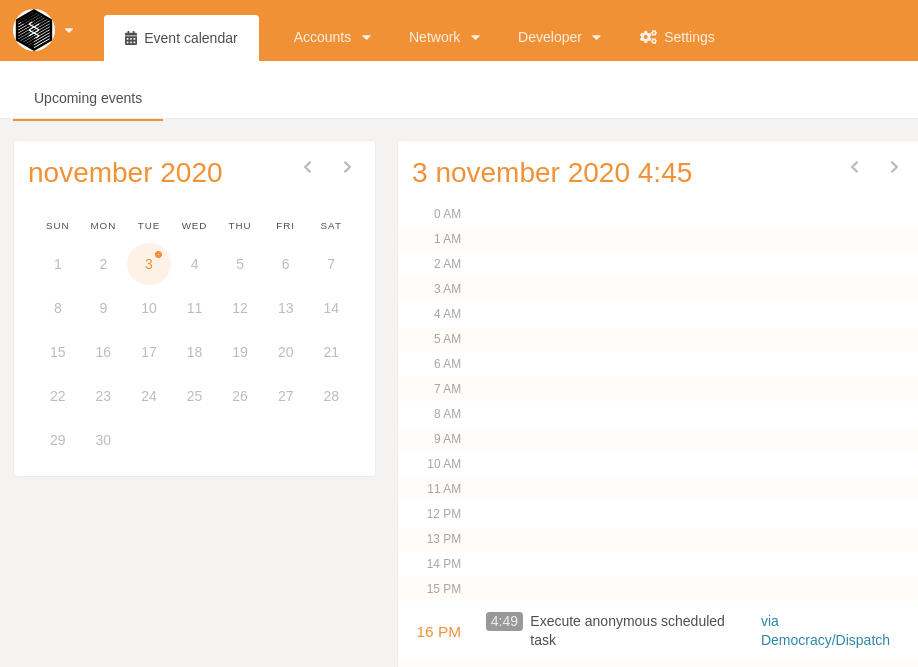 Event calendar Accounts Network Developer Settings
Upcoming events
november 2020
SUN MON TUE WED THU FRI SAT
1 2 3 4 5 6 7
8 9 10 11 12 13 14
15 16 17 18 19 20 21
22 23 24 25 26 27 28
29 30
3 november 2020 4:45
0 AM
1 AM
2 AM
3 AM
4 AM
5 AM
6 AM
7 AM
8 AM
9 AM
10 AM
11 AM
12 PM
13 PM
14 PM
15 PM
16 PM 4:49 Execute anonymous scheduled via
task Democracy/Dispatch